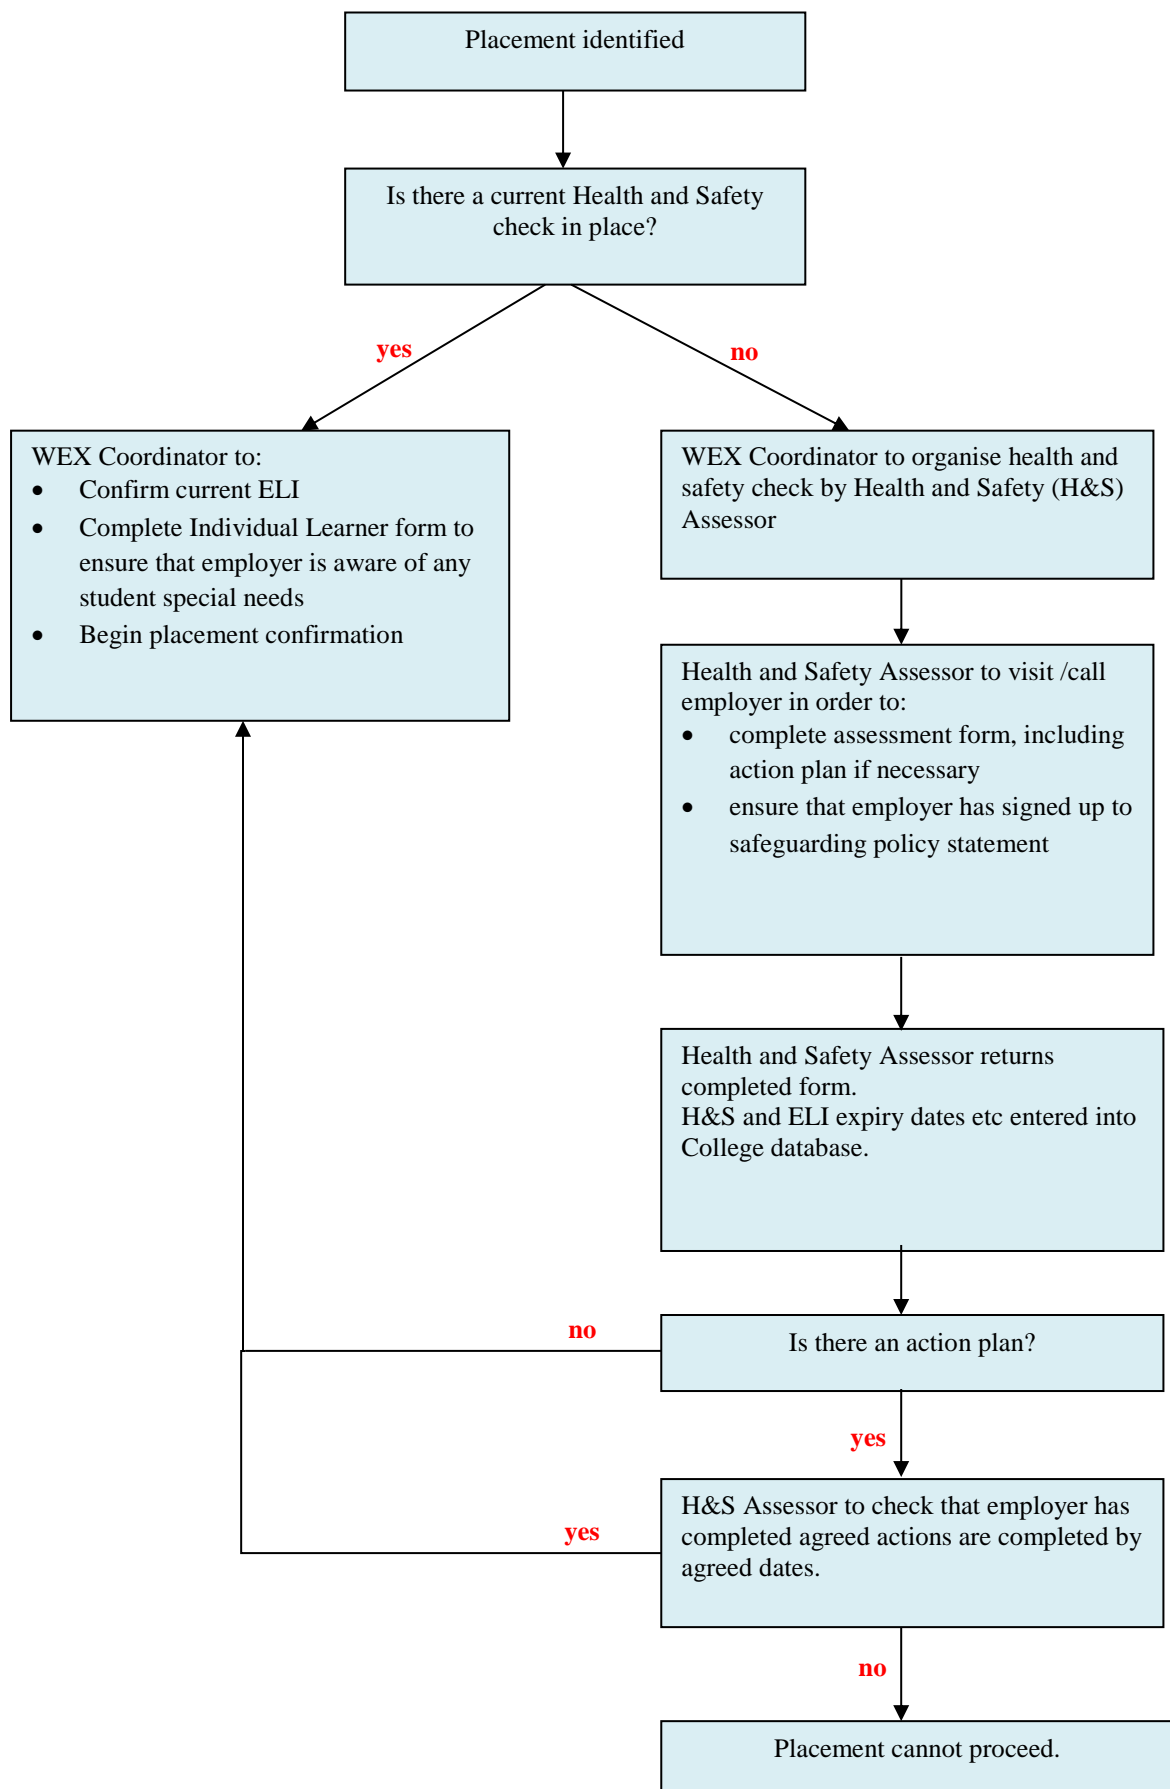 Placement identified
Is there a current Health and Safety
check in place?
yes
no
WEX Coordinator to:
• Confirm current ELI
• Complete Individual Learner form to
ensure that employer is aware of any
student special needs
• Begin placement confirmation
WEX Coordinator to organise health and
safety check by Health and Safety (H&S)
Assessor
Health and Safety Assessor to visit /call
employer in order to:
• complete assessment form, including
action plan if necessary
• ensure that employer has signed up to
safeguarding policy statement
Health and Safety Assessor returns
completed form.
H&S and ELI expiry dates etc entered into
College database.
no
Is there an action plan?
yes
yes
H&S Assessor to check that employer has
completed agreed actions are completed by
agreed dates.
no
Placement cannot proceed.